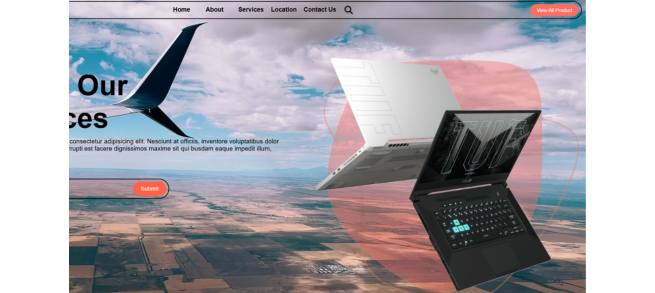 Home About Services Location Contact Us
View All Product
Our
ces
consectetur adipisicing elit. Nesciunt at officiis, inventore voluptatibus dolor
rrupti est facere dignissimos maxime sit qui busdam eaque impedit illum,
Submit